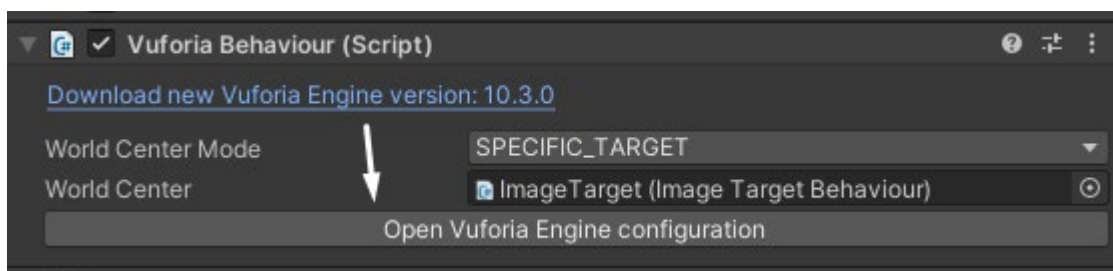 Vuforia Behaviour (Script)
Download new Vuforia Engine version: 10.3.0
World Center Mode SPECIFIC_TARGET
World Center ImageTarget (Image Target Behaviour)
Open Vuforia Engine configuration